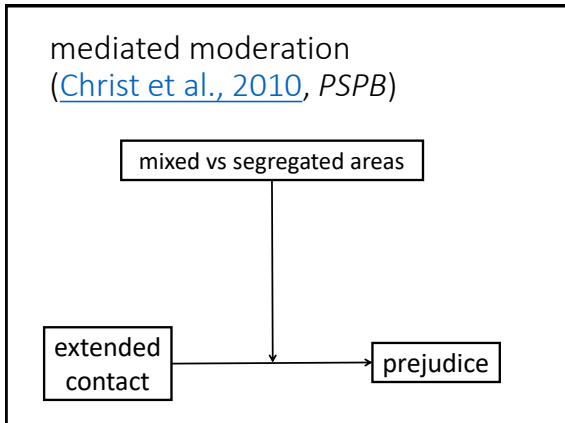 mediated moderation
(Christ et al., 2010, PSPB)
mixed vs segregated areas
extended
contact
prejudice